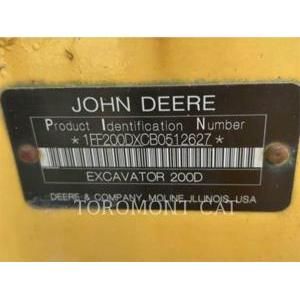 JOHN DEERE
Product Identification Number
*1FF200DXCB0512627*
EXCAVATOR 200D
DEERE & COMPANY, MOLINE, ILLINOIS, USA
TOROMONT CAT